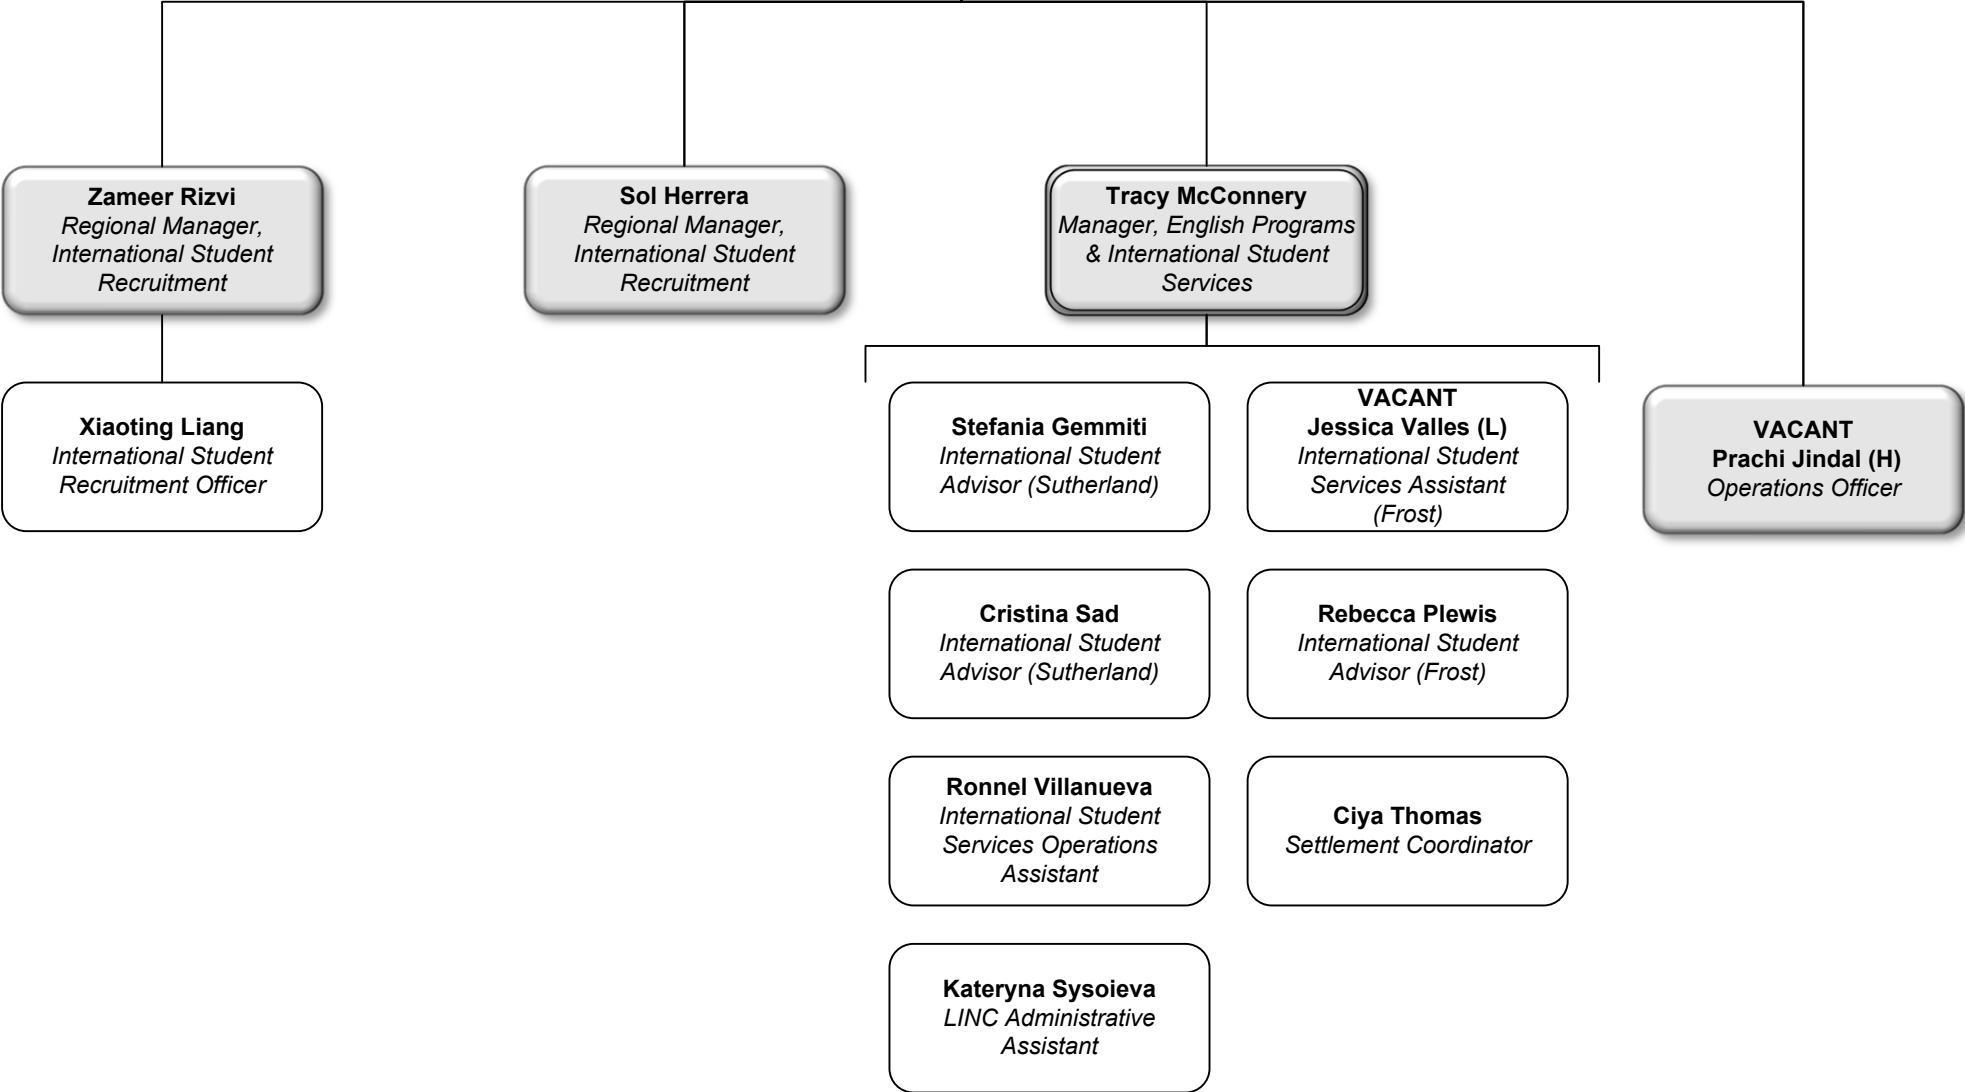 Zameer Rizvi
Regional Manager,
International Student
Recruitment
Sol Herrera
Regional Manager,
International Student
Recruitment
Tracy McConnery
Manager, English Programs
& International Student
Services
Xiaoting Liang
International Student
Recruitment Officer
Stefania Gemmiti
International Student
Advisor (Sutherland)
VACANT
Jessica Valles (L)
International Student
Services Assistant
(Frost)
VACANT
Prachi Jindal (H)
Operations Officer
Cristina Sad
International Student
Advisor (Sutherland)
Rebecca Plewis
International Student
Advisor (Frost)
Ronnel Villanueva
International Student
Services Operations
Assistant
Ciya Thomas
Settlement Coordinator
Kateryna Sysoieva
LINC Administrative
Assistant